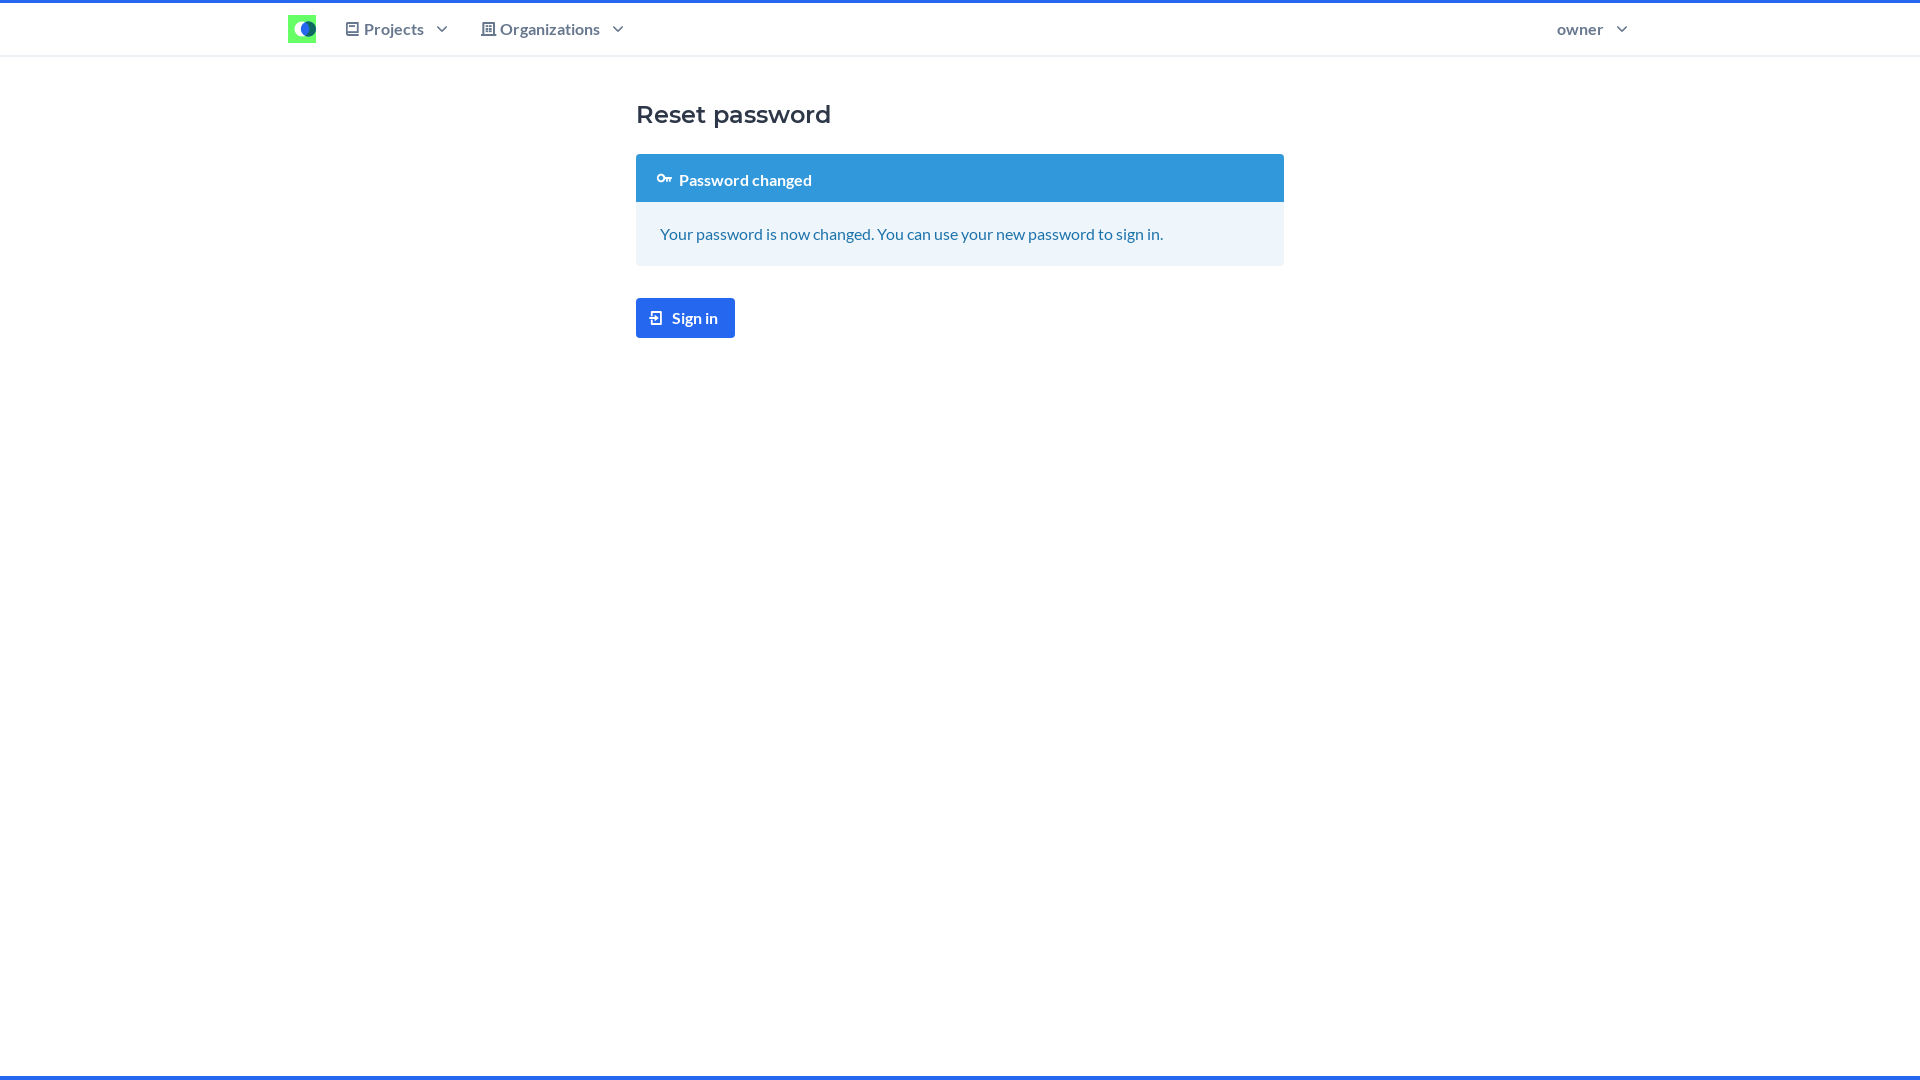 Projects
Organizations
owner
Reset password
Password changed
Your password is now changed. You can use your new password to sign in.
Sign in